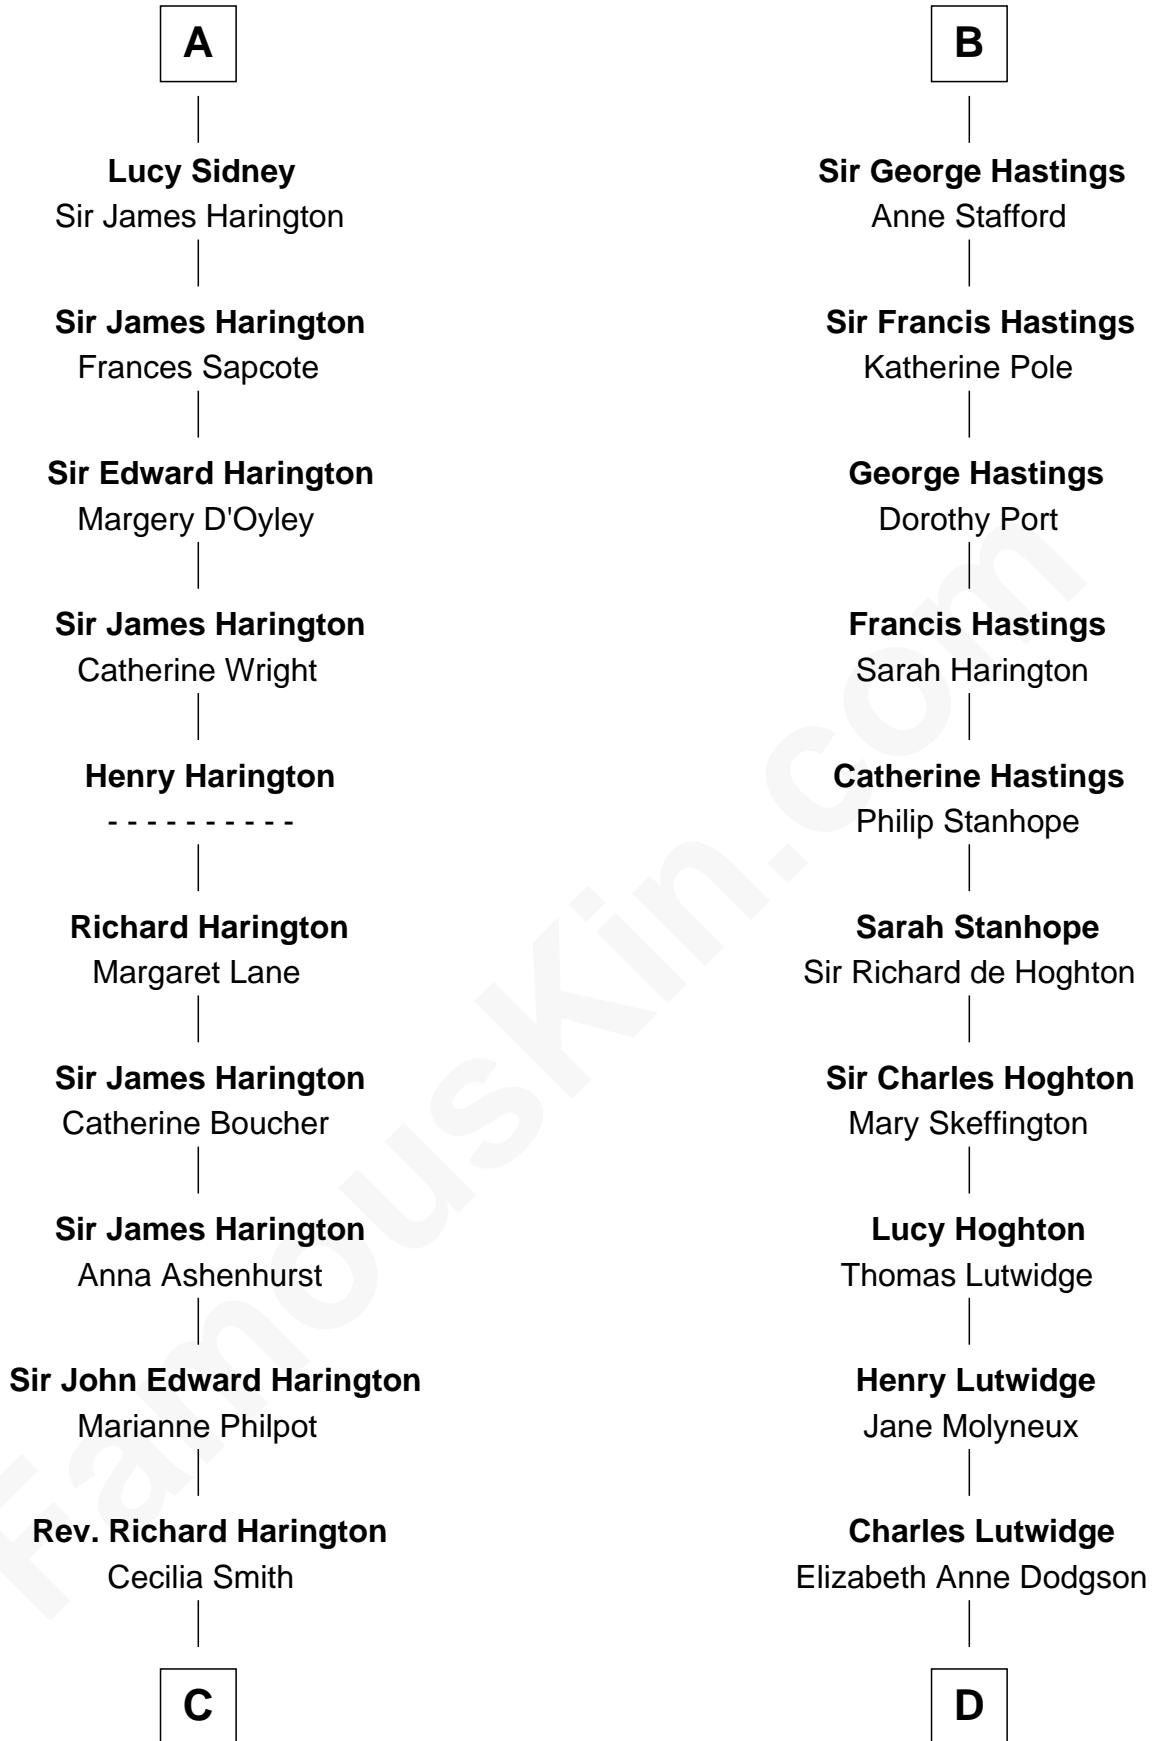 A
Lucy Sidney
Sir James Harington
Sir James Harington
Frances Sapcote
Sir Edward Harington
Margery D'Oyley
Sir James Harington
Catherine Wright
Henry Harington
- - - - - - - - - -
Richard Harington
Margaret Lane
Sir James Harington
Catherine Boucher
Sir James Harington
Anna Ashenhurst
Sir John Edward Harington
Marianne Philpot
Rev. Richard Harington
Cecilia Smith
C
B
Sir George Hastings
Anne Stafford
Sir Francis Hastings
Katherine Pole
George Hastings
Dorothy Port
Francis Hastings
Sarah Harington
Catherine Hastings
Philip Stanhope
Sarah Stanhope
Sir Richard de Hoghton
Sir Charles Hoghton
Mary Skeffington
Lucy Hoghton
Thomas Lutwidge
Henry Lutwidge
Jane Molyneux
Charles Lutwidge
Elizabeth Anne Dodgson
D
FamousKin.com